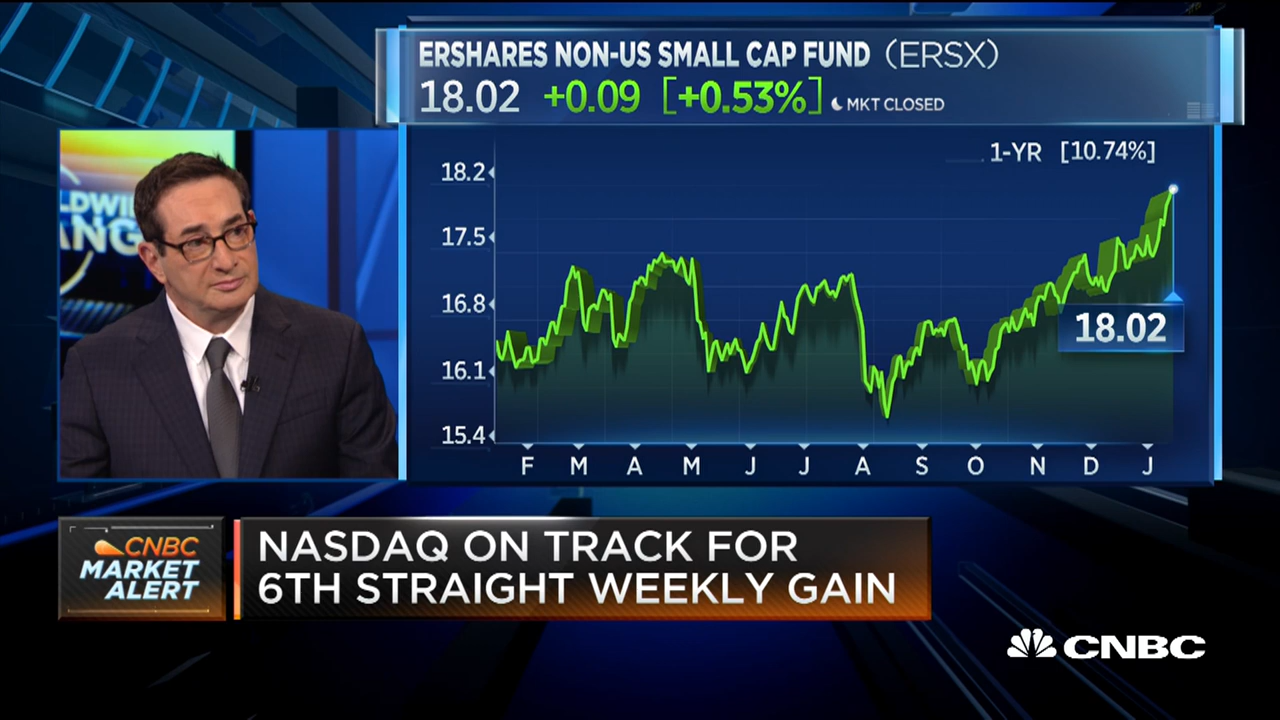 ERSHARES NON-US SMALL CAP FUND (ERSX)
18.02 +0.09 [+0.53%] MKT CLOSED
1-YR [10.74%]
18.2
17.5
16.8
16.1
15.4
18.02
F M A M J J A S O N D J
LDWI
ANG
CNBC
MARKET
ALERT
NASDAQ ON TRACK FOR
6TH STRAIGHT WEEKLY GAIN
CNBC